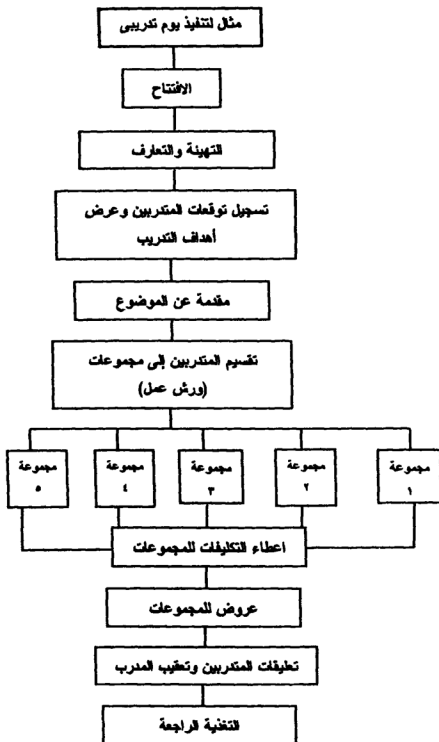 مثال لتنفيذ يوم تدريبى
الافتتاح
التهيئة والتعارف
تسجيل توقعات المتدربين وعرض
أهداف التدريب
مقدمة عن الموضوع
تقسيم المتدربين إلى مجموعات
(ورش عمل)
مجموعة
١
مجموعة
٢
مجموعة
٣
مجموعة
٤
مجموعة
٥
اعطاء التكليفات للمجموعات
عروض للمجموعات
تعليقات المتدربين وتعقيب المدرب
التغذية الراجعة